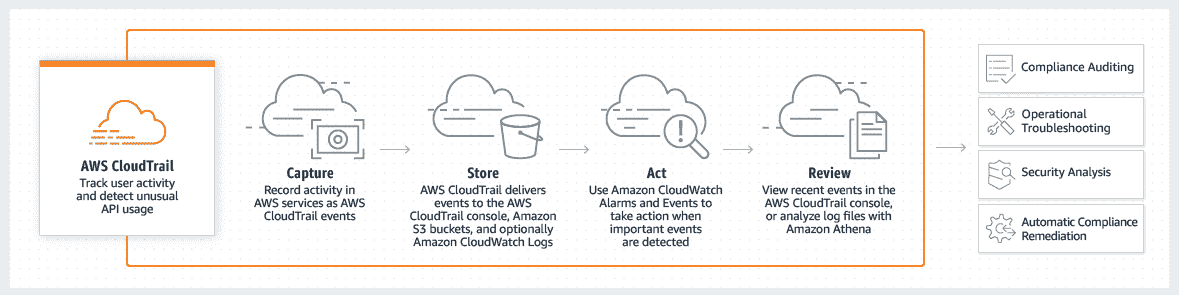 AWS CloudTrail
Track user activity
and detect unusual
API usage
Capture
Record activity in
AWS services as AWS
CloudTrail events
Store
AWS CloudTrail delivers
events to the AWS
CloudTrail console, Amazon
S3 buckets, and optionally
Amazon CloudWatch Logs
Act
Use Amazon CloudWatch
Alarms and Events to
take action when
important events
are detected
Review
View recent events in the
AWS CloudTrail console,
or analyze log files with
Amazon Athena
Compliance Auditing
Operational
Troubleshooting
Security Analysis
Automatic Compliance
Remediation